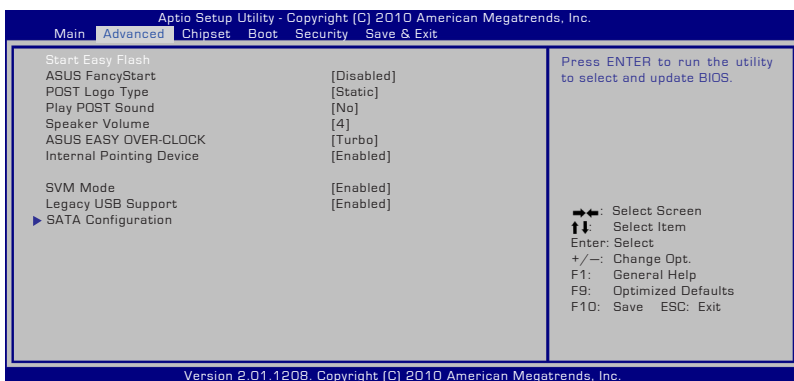 Aptio Setup Utility - Copyright (C) 2010 American Megatrends, Inc.
Main Advanced Chipset Boot Security Save & Exit
Start Easy Flash
ASUS FancyStart [Disabled]
POST Logo Type [Static]
Play POST Sound [No]
Speaker Volume [4]
ASUS EASY OVER-CLOCK [Turbo]
Internal Pointing Device [Enabled]
SVM Mode [Enabled]
Legacy USB Support [Enabled]
SATA Configuration
Press ENTER to run the utility
to select and update BIOS.
→←: Select Screen
↑↓: Select Item
Enter: Select
+/—: Change Opt.
F1: General Help
F9: Optimized Defaults
F10: Save ESC: Exit
Version 2.01.1208. Copyright (C) 2010 American Megatrends, Inc.